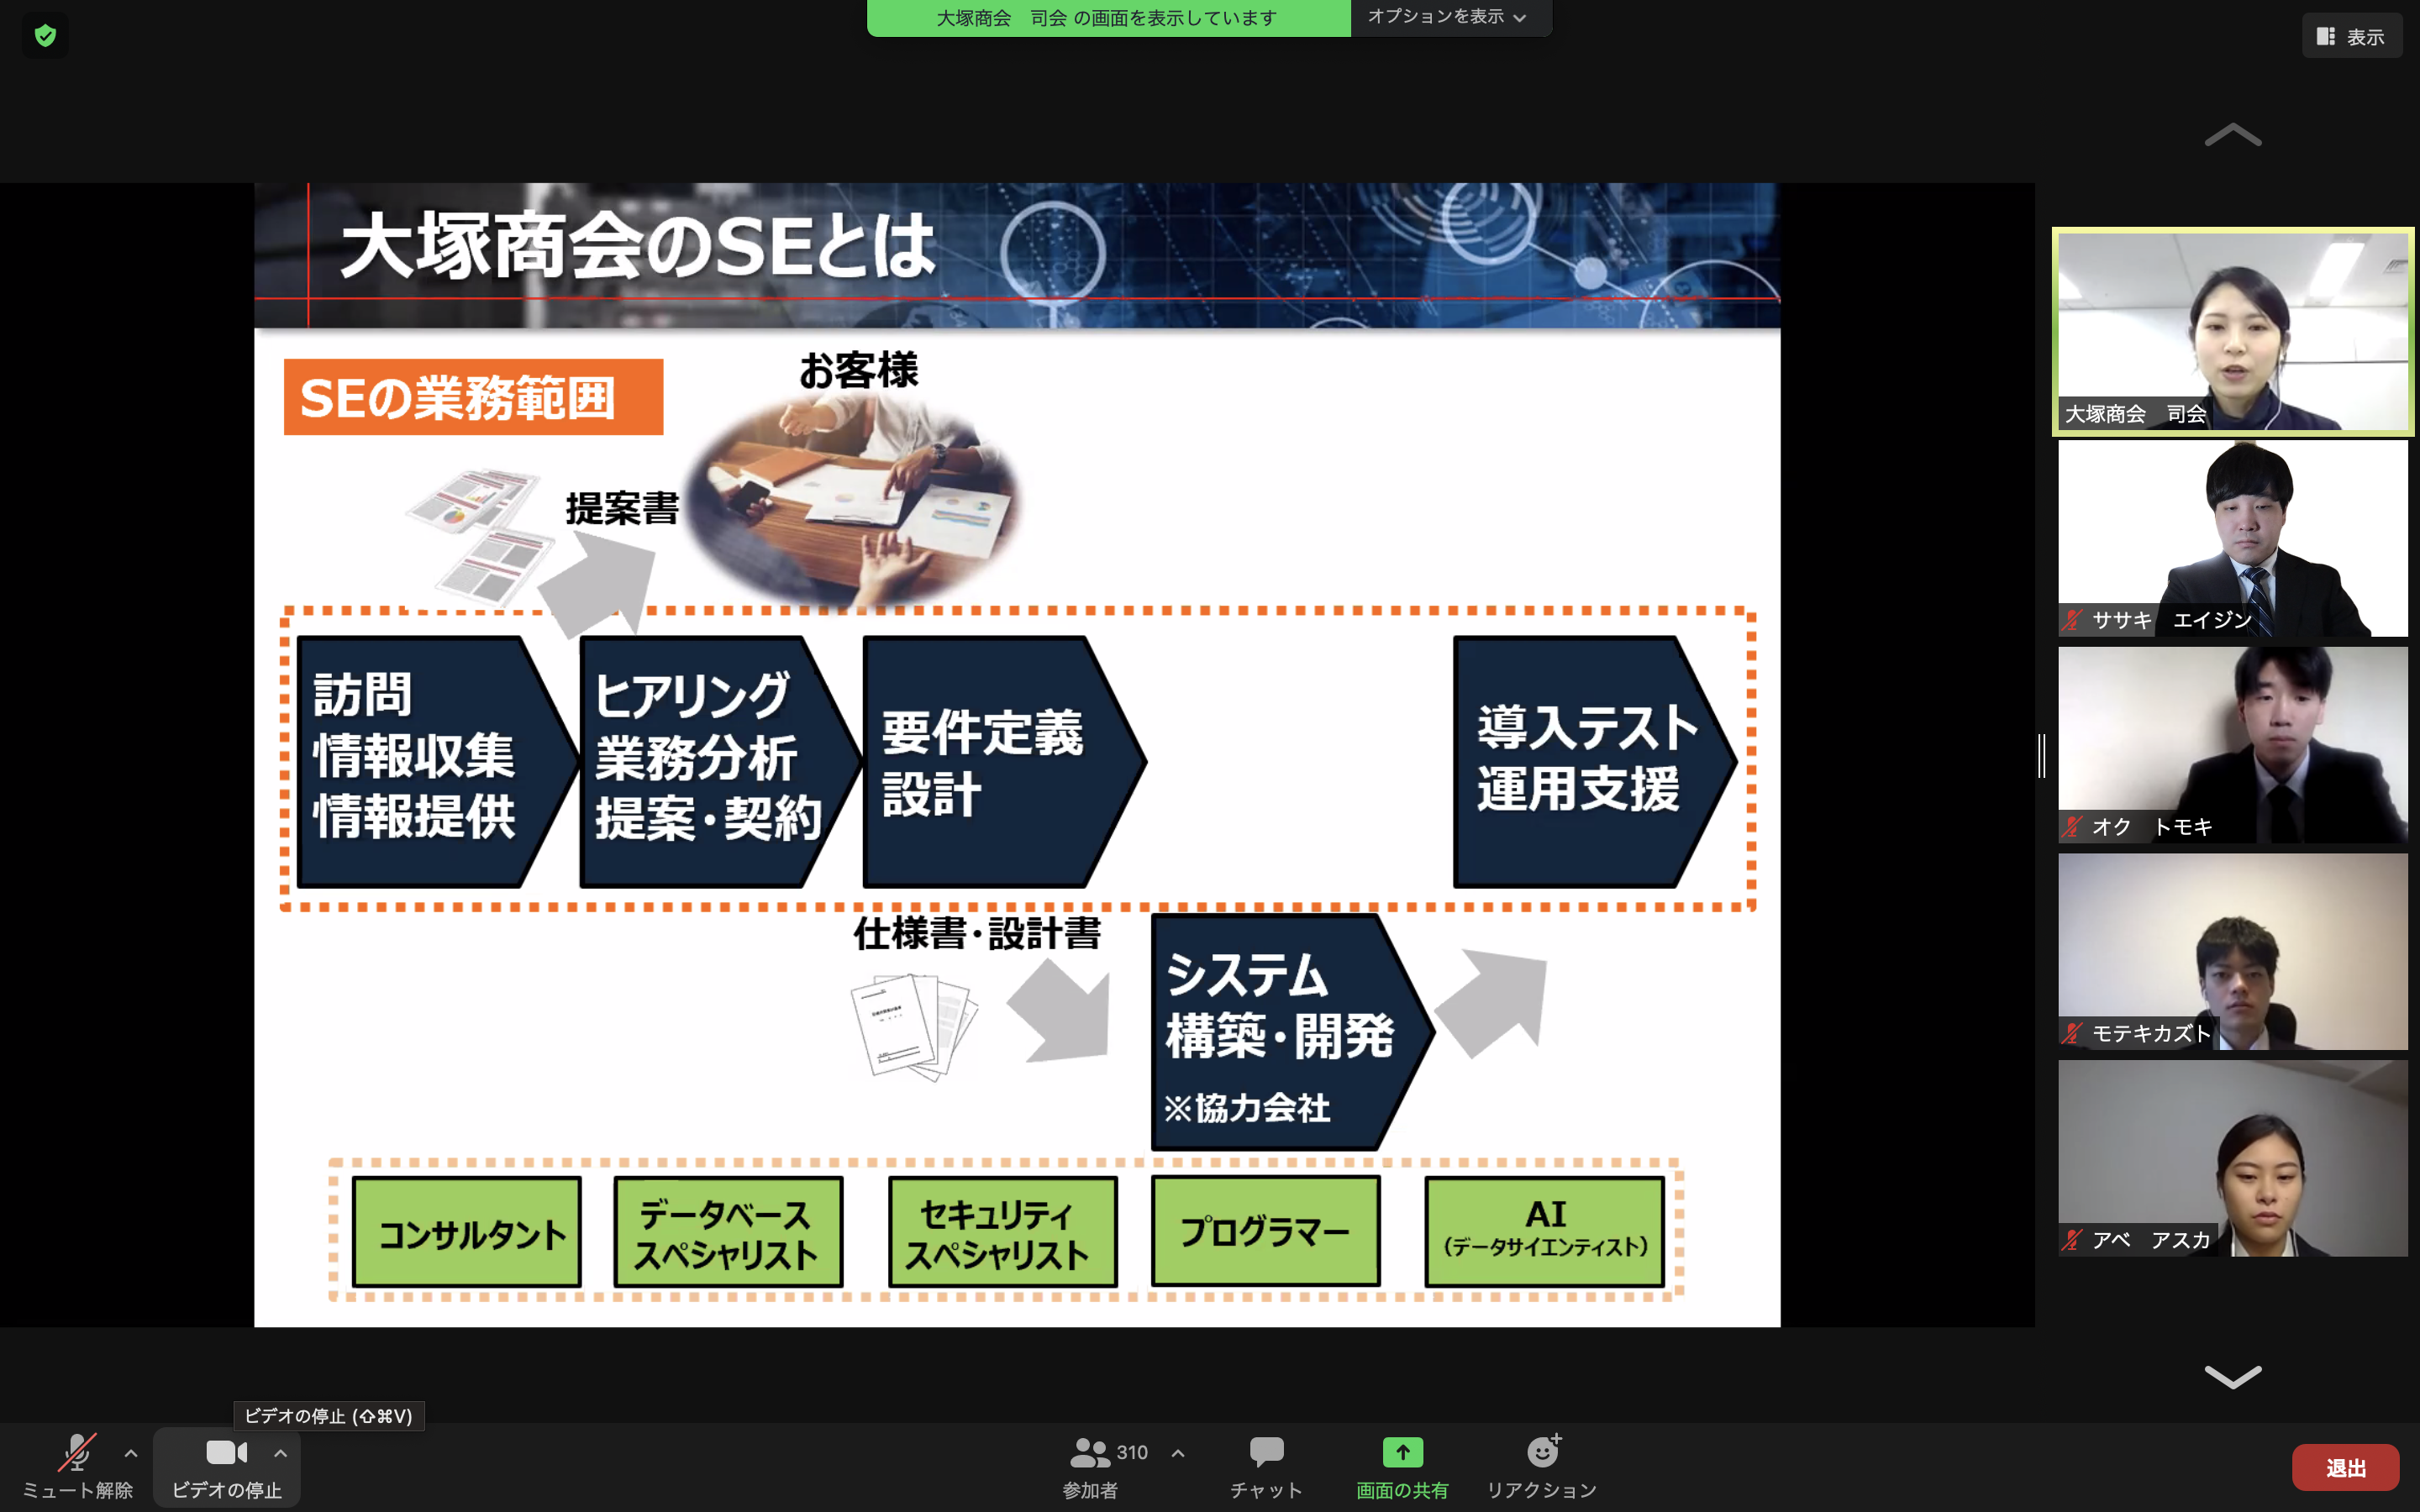 大塚商会　司会 の画面を表示しています
オプションを表示
表示
大塚商会のSEとは
SEの業務範囲
お客様
提案書
訪問
情報収集
情報提供
ヒアリング
業務分析
提案・契約
要件定義
設計
導入テスト
運用支援
仕様書・設計書
システム
構築・開発
※協力会社
コンサルタント
データベース
スペシャリスト
セキュリティ
スペシャリスト
プログラマー
AI
（データサイエンティスト）
大塚商会　司会
ササキ　エイジン
オク　トモキ
モテキカズト
アベ　アスカ
ビデオの停止 (⇧⌘V)
ミュート解除
ビデオの停止
310
参加者
チャット
画面の共有
リアクション
退出